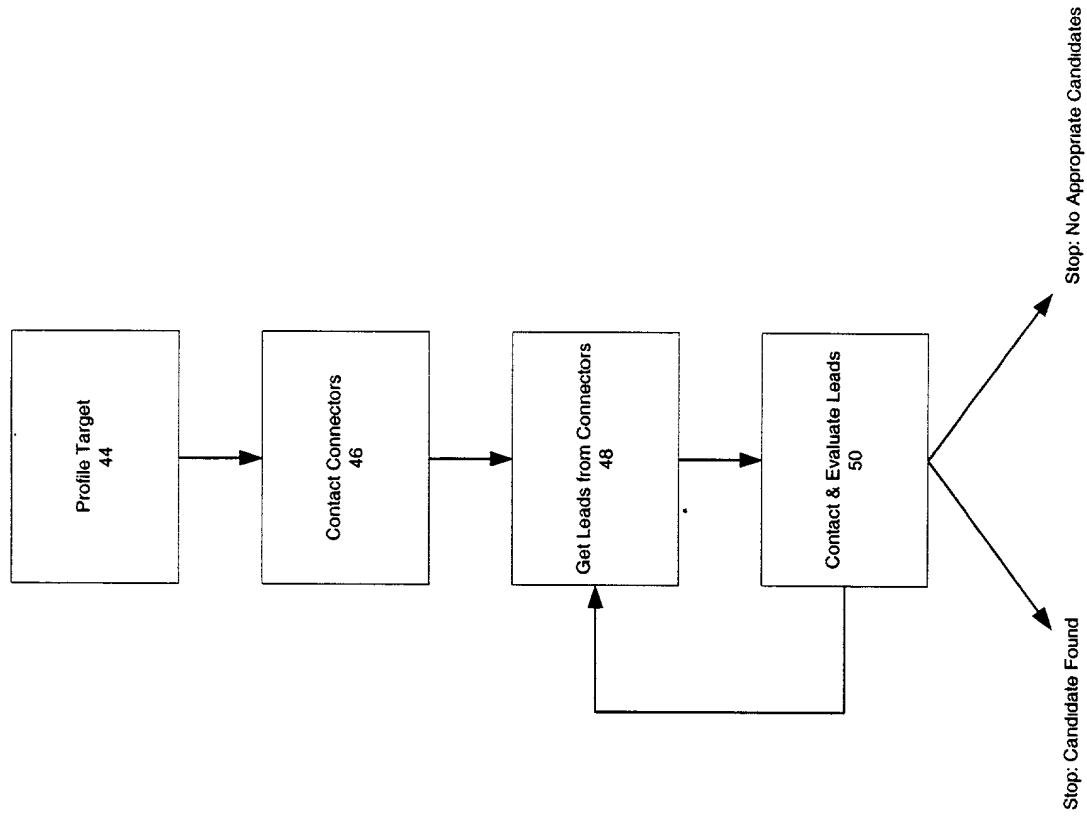 Profile Target
44
Contact Connectors
46
Get Leads from Connectors
48
Contact & Evaluate Leads
50
Stop: Candidate Found
Stop: No Appropriate Candidates